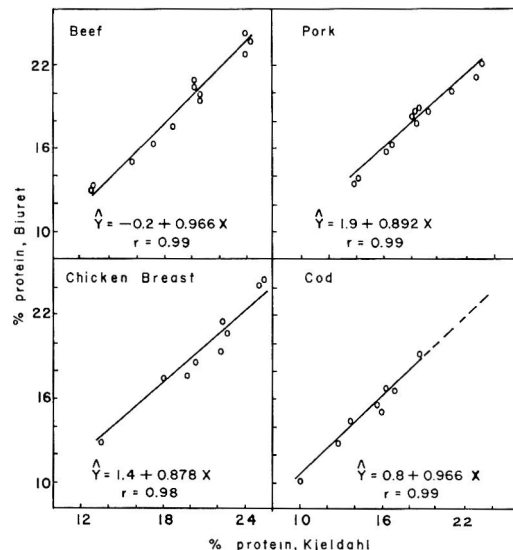 Beef
Pork
22
16
10
Ŷ = −0.2 + 0.966 X
r = 0.99
Ŷ = 1.9 + 0.892 X
r = 0.99
% protein, Biuret
Chicken Breast
Cod
22
16
10
Ŷ = 1.4 + 0.878 X
r = 0.98
Ŷ = 0.8 + 0.966 X
r = 0.99
12 16 20 24 10 14 18 22
% protein, Kjeldahl